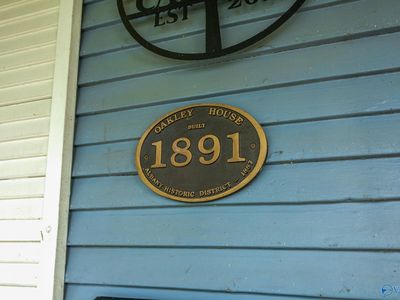 EST
OAKLEY HOUSE
BUILT
1891
ALBANY HISTORIC DISTRICT